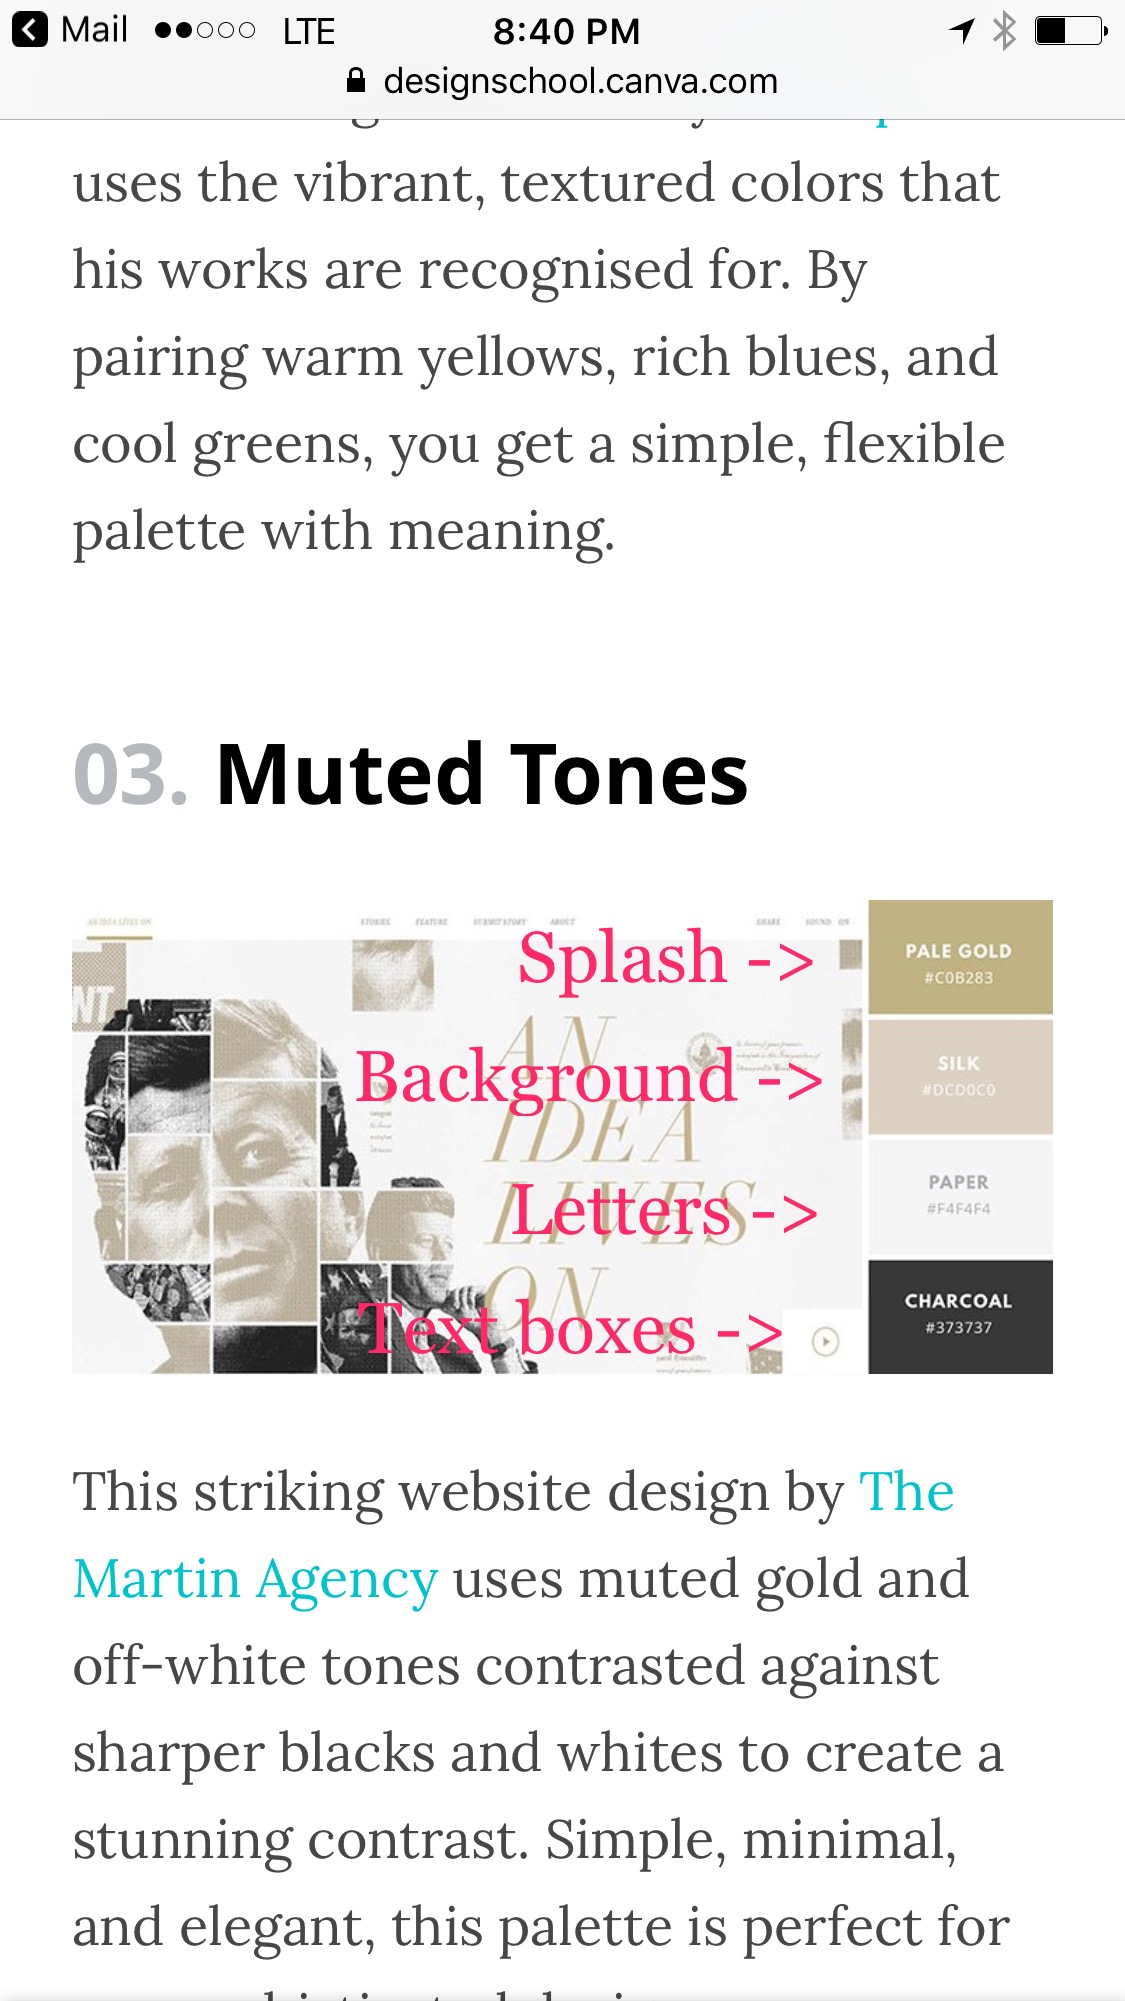 Mail LTE 8:40 PM
designschool.canva.com
uses the vibrant, textured colors that
his works are recognised for. By
pairing warm yellows, rich blues, and
cool greens, you get a simple, flexible
palette with meaning.
03. Muted Tones
AN IDEA LIVES ON STORIES FEATURE SUBMIT STORY ABOUT SHARE SOUND ON
Splash ->
PALE GOLD
#C0B283
NT
AN
Background ->
SILK
#DCD0C0
IDEA
Letters ->
LIVES
PAPER
#F4F4F4
ON
Text boxes ->
CHARCOAL
#373737
This striking website design by The
Martin Agency uses muted gold and
off-white tones contrasted against
sharper blacks and whites to create a
stunning contrast. Simple, minimal,
and elegant, this palette is perfect for